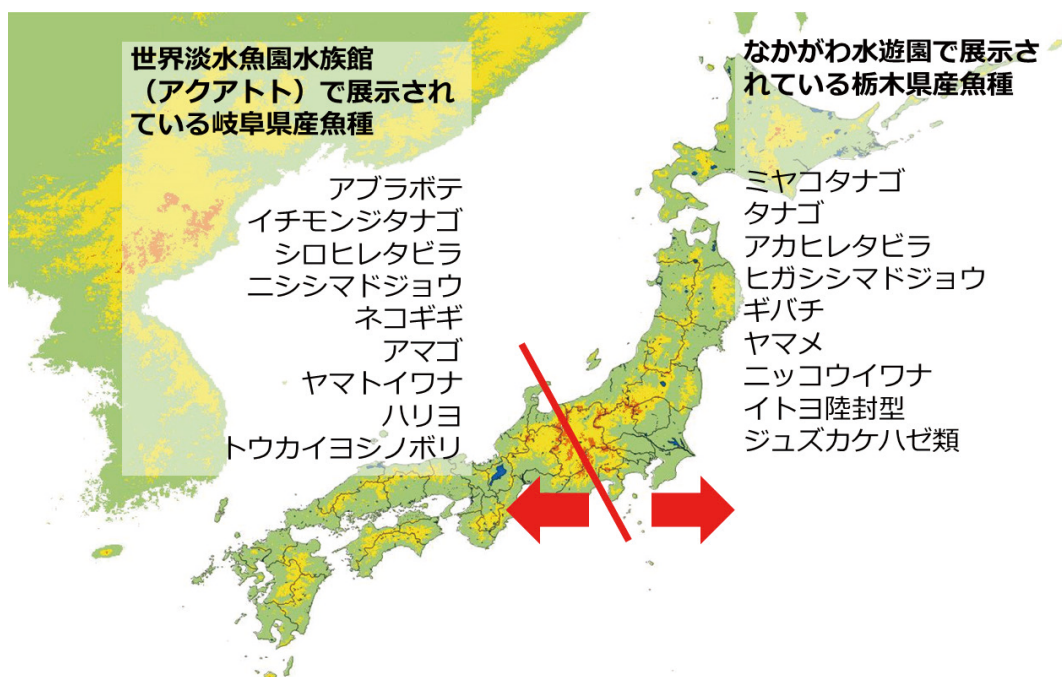 世界淡水魚園水族館
（アクアトト）で展示され
ている岐阜県産魚種
アブラボテ
イチモンジタナゴ
シロヒレタビラ
ニシシマドジョウ
ネコギギ
アマゴ
ヤマトイワナ
ハリヨ
トウカイヨシノボリ
なかがわ水遊園で展示さ
れている栃木県産魚種
ミヤコタナゴ
タナゴ
アカヒレタビラ
ヒガシシマドジョウ
ギバチ
ヤマメ
ニッコウイワナ
イトヨ陸封型
ジュズカケハゼ類